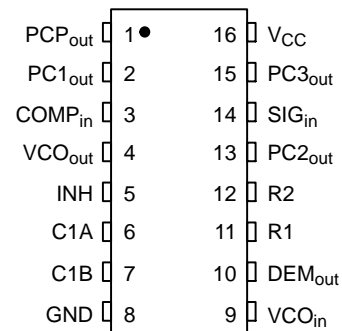 PCPout 1 16 VCC
PC1out 2 15 PC3out
COMPin 3 14 SIGin
VCOout 4 13 PC2out
INH 5 12 R2
C1A 6 11 R1
C1B 7 10 DEMout
GND 8 9 VCOin